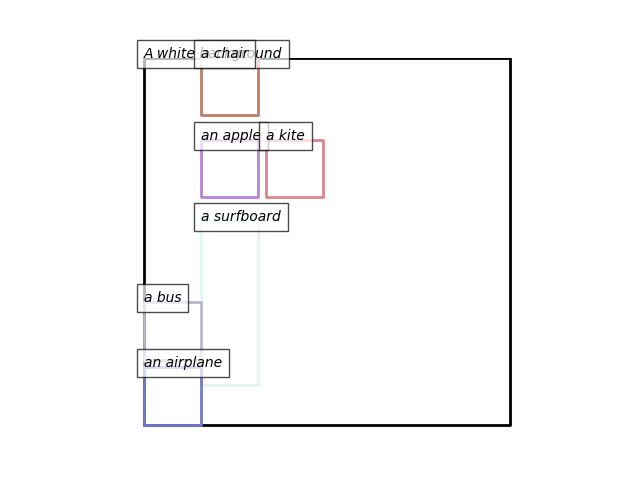 A white background
a chair
an apple
a kite
a surfboard
a bus
an airplane